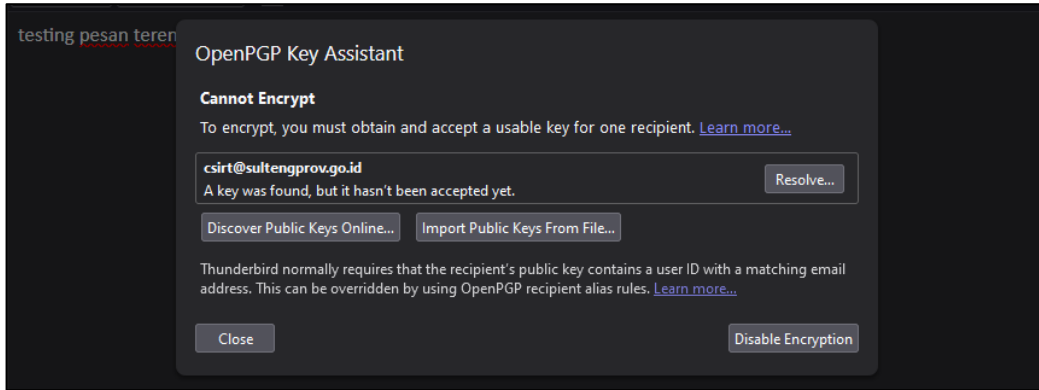 testing pesan teren
OpenPGP Key Assistant
Cannot Encrypt
To encrypt, you must obtain and accept a usable key for one recipient. Learn more...
csirt@sultengprov.go.id
A key was found, but it hasn't been accepted yet.
Resolve...
Discover Public Keys Online...
Import Public Keys From File...
Thunderbird normally requires that the recipient's public key contains a user ID with a matching email
address. This can be overridden by using OpenPGP recipient alias rules. Learn more...
Close
Disable Encryption